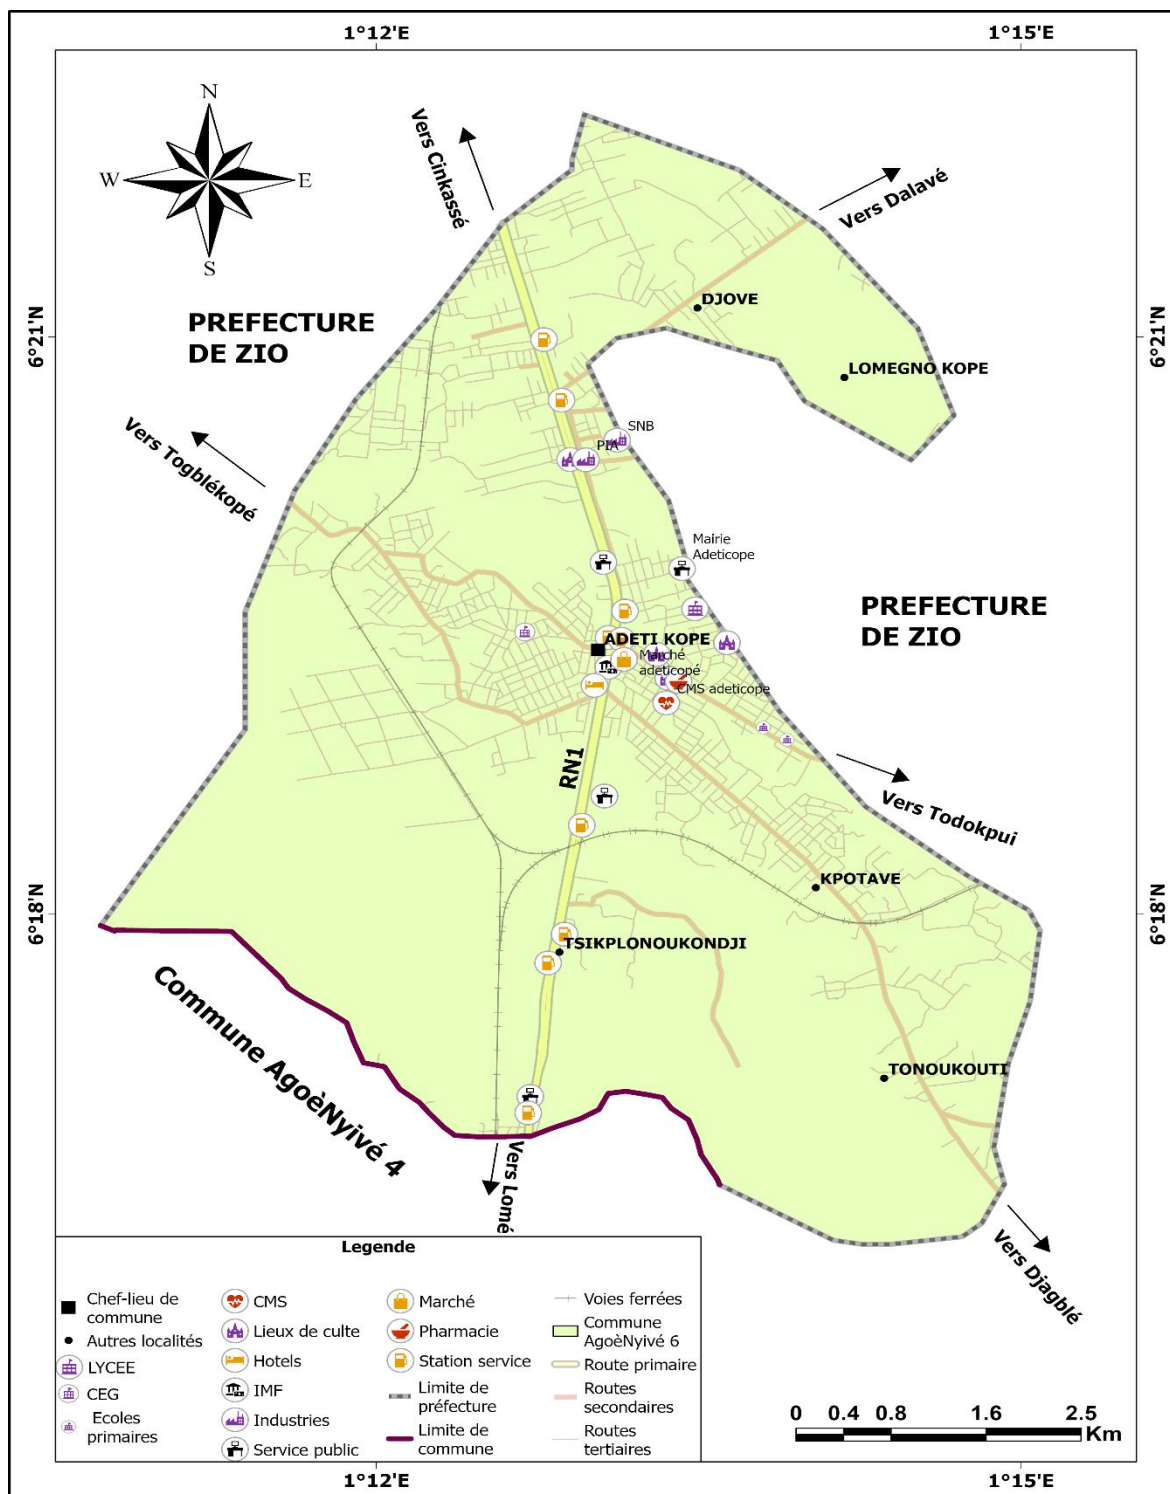 1°12'E
1°15'E
N
W
E
S
Vers Cinkassé
Vers Dalavé
PREFECTURE
DE ZIO
6°21'N
6°21'N
DJOVE
LOMEGNO KOPE
Vers Togblékopé
SNB
PIA
Mairie
Adeticope
PREFECTURE
DE ZIO
ADETI KOPE
Marché
adeticopé
CMS adeticope
RN1
Vers Todokpui
KPOTAVE
6°18'N
6°18'N
TSIKPLONOUKONDJI
Commune AgoèNyivé 4
TONOUKOUTI
Vers Lomé
Vers Djagblé
Legende
Chef-lieu de
commune
Autres localités
LYCEE
CEG
Ecoles
primaires
CMS
Lieux de culte
Hotels
IMF
Industries
Service public
Marché
Pharmacie
Station service
Limite de
préfecture
Limite de
commune
Voies ferrées
Commune
AgoèNyivé 6
Route primaire
Routes
secondaires
Routes
tertiaires
0 0.4 0.8 1.6 2.5
Km
1°12'E
1°15'E